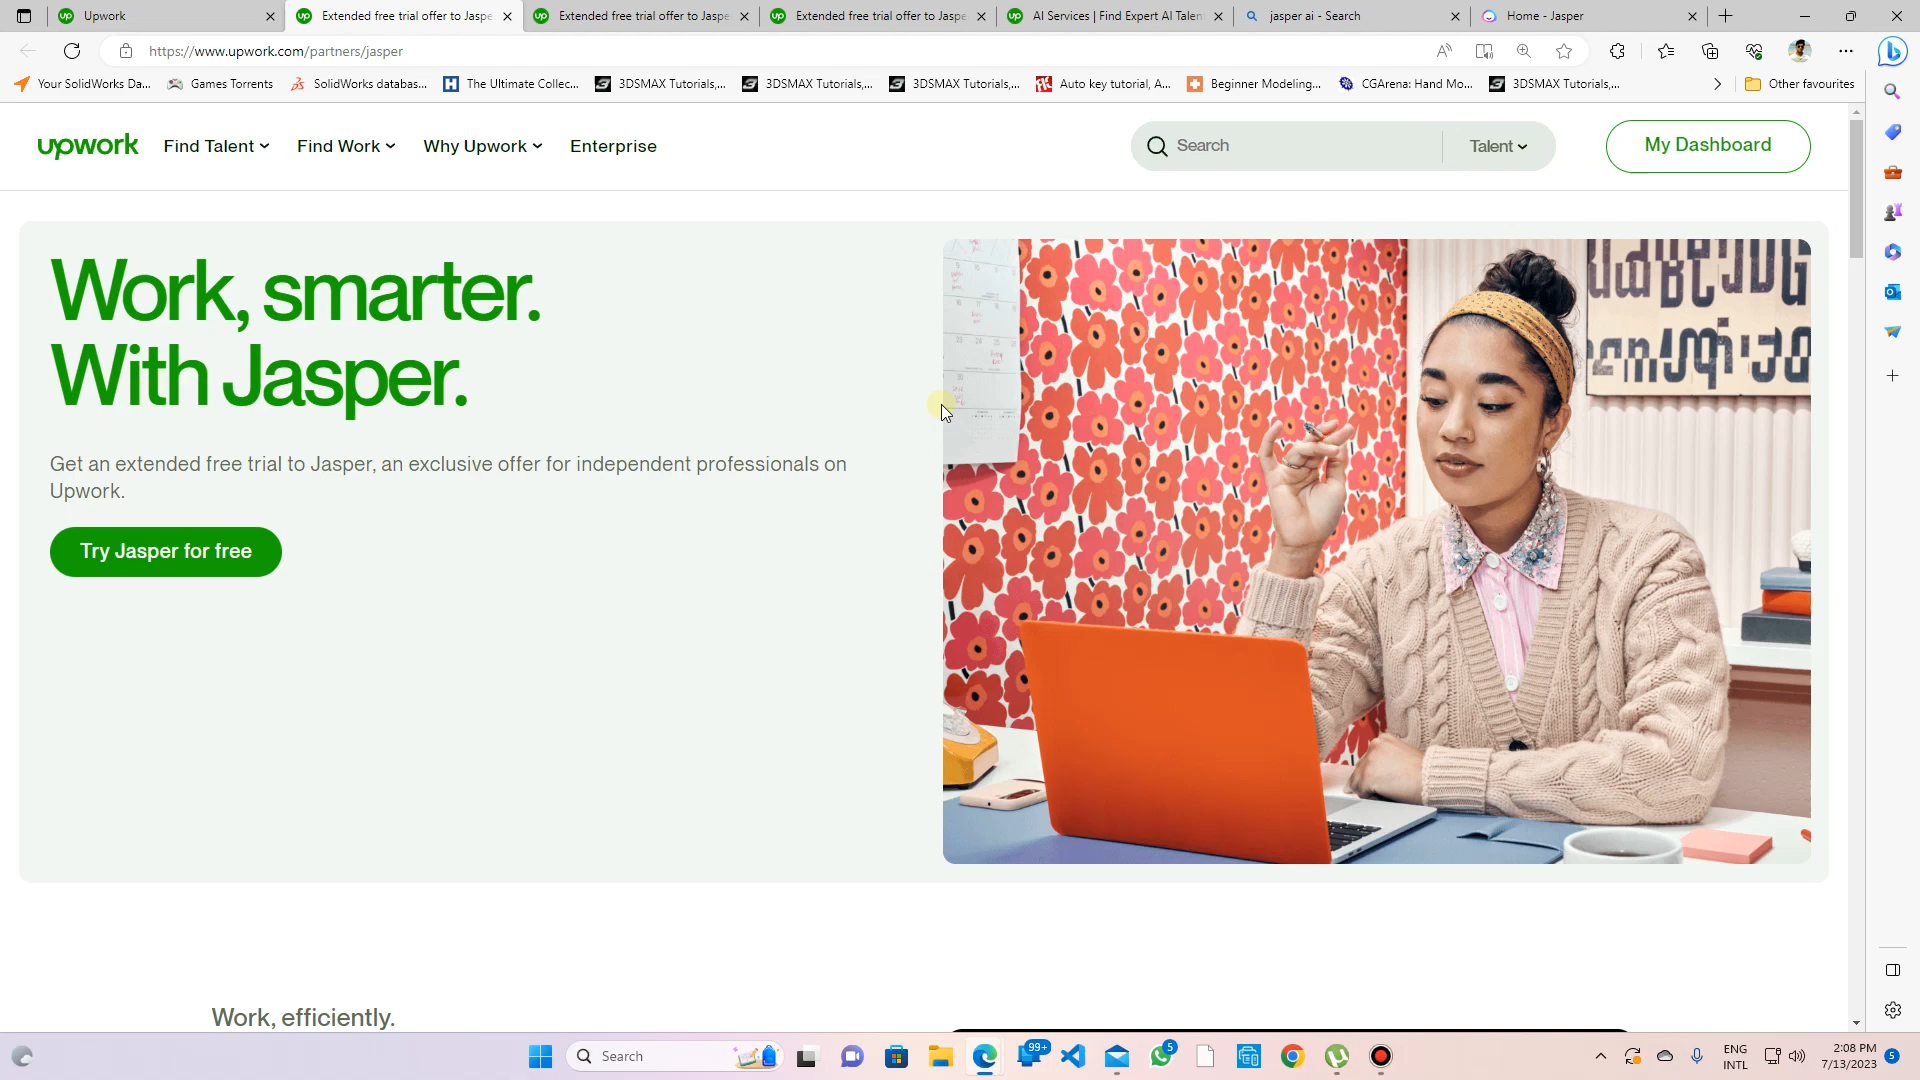 Upwork
Extended free trial offer to Jaspe
Extended free trial offer to Jaspe
Extended free trial offer to Jaspe
AI Services | Find Expert AI Talent
jasper ai - Search
Home - Jasper
https://www.upwork.com/partners/jasper
Your SolidWorks Da...
Games Torrents
SolidWorks databas...
The Ultimate Collec...
3DSMAX Tutorials,...
3DSMAX Tutorials,...
3DSMAX Tutorials,...
Auto key tutorial, A...
Beginner Modeling...
CGArena: Hand Mo...
3DSMAX Tutorials,...
Other favourites
upwork
Find Talent
Find Work
Why Upwork
Enterprise
Search
Talent
My Dashboard
Work, smarter.
With Jasper.
Get an extended free trial to Jasper, an exclusive offer for independent professionals on
Upwork.
Try Jasper for free
Work, efficiently.
Search
99+
5
ENG
INTL
2:08 PM
7/13/2023
5